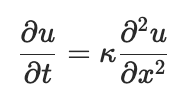 ∂u/∂t = κ ∂²u/∂x²